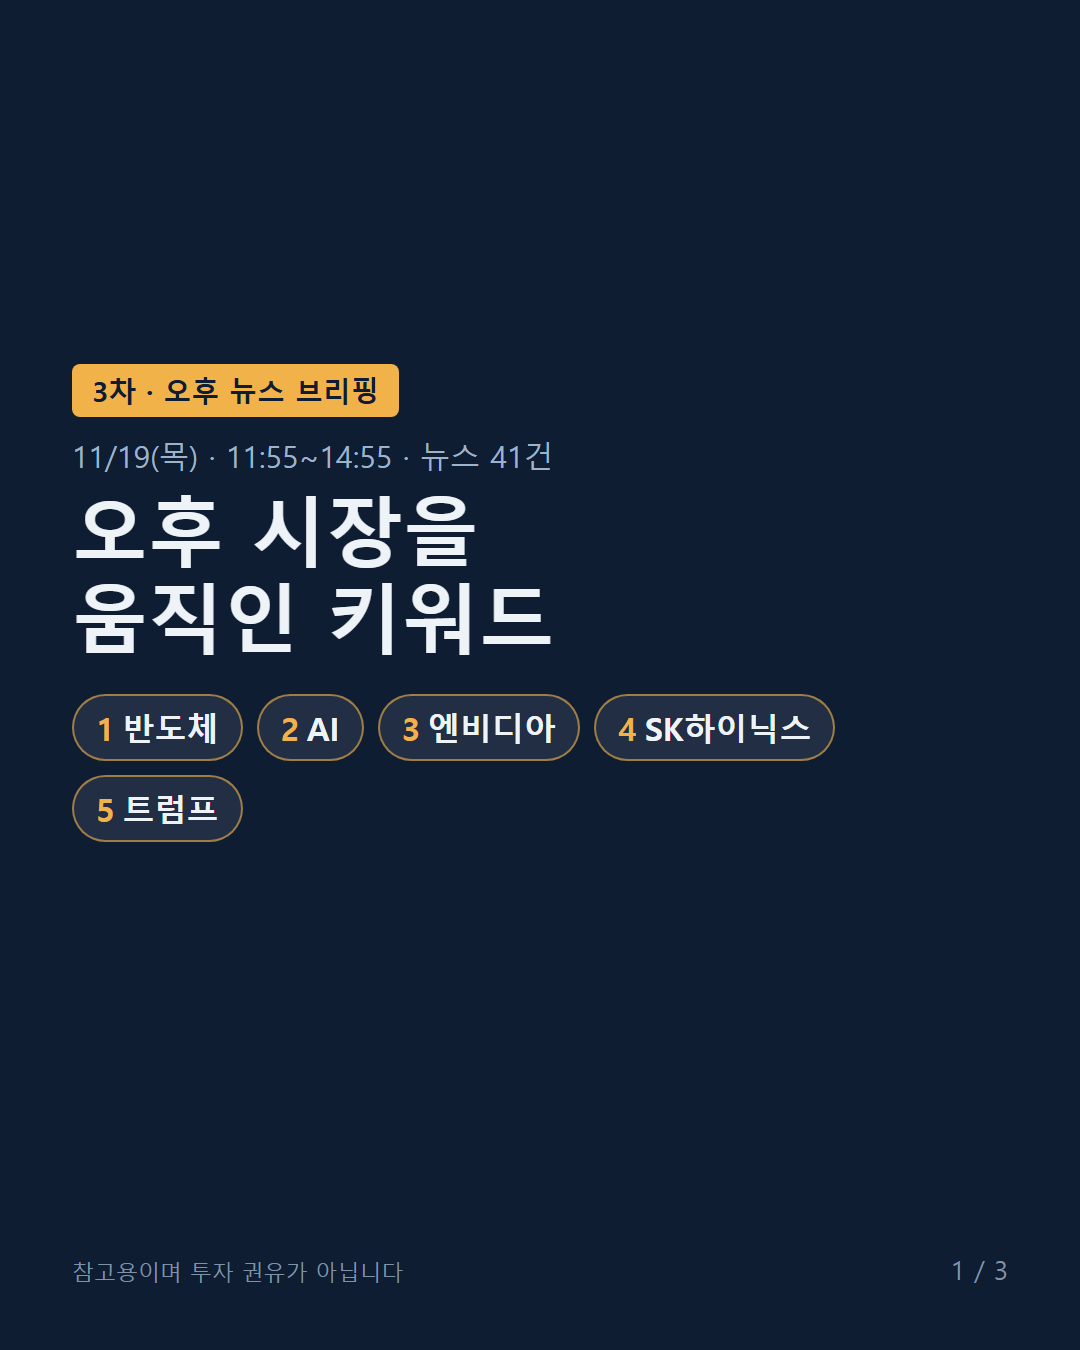 3차 · 오후 뉴스 브리핑
11/19(목) · 11:55~14:55 · 뉴스 41건
오후 시장을
움직인 키워드
1 반도체 2 AI 3 엔비디아 4 SK하이닉스
5 트럼프
참고용이며 투자 권유가 아닙니다 1 / 3